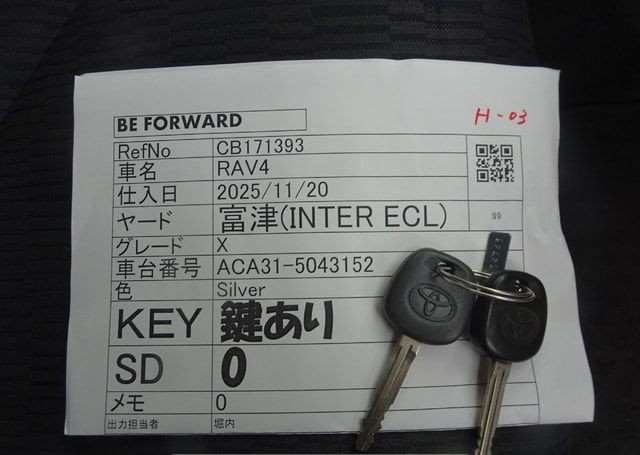 BE FORWARD
H-03
RefNo CB171393
車名 RAV4
仕入日 2025/11/20
ヤード 富津(INTER ECL)
99
グレード X
車台番号 ACA31-5043152
色 Silver
KEY 鍵あり
SD 0
メモ 0
出力担当者 堀内